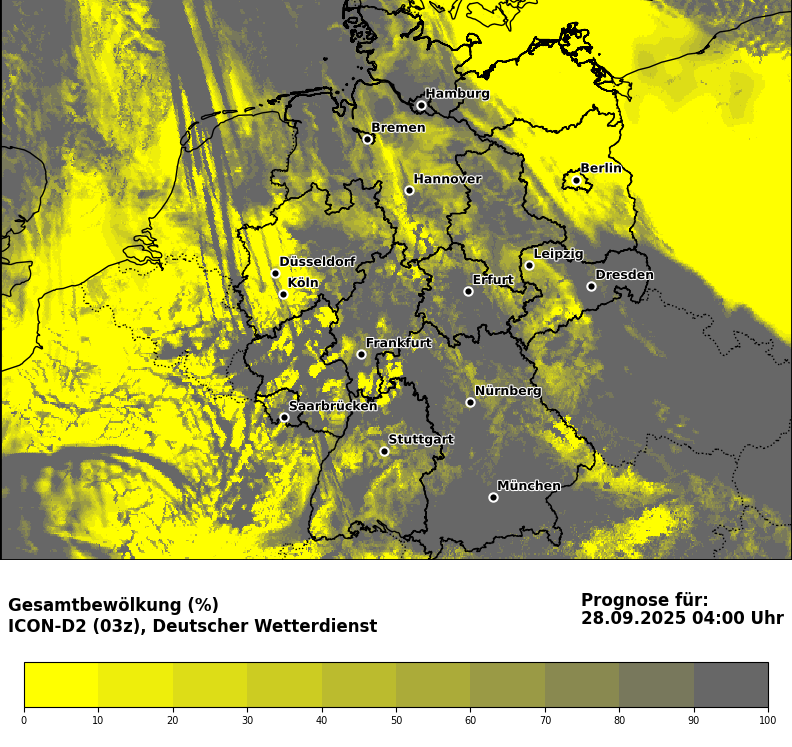 Hamburg
Bremen
Berlin
Hannover
Leipzig
Düsseldorf
Dresden
Köln
Erfurt
Frankfurt
Nürnberg
Saarbrücken
Stuttgart
München
Gesamtbewölkung (%)
ICON-D2 (03z), Deutscher Wetterdienst
Prognose für:
28.09.2025 04:00 Uhr
0 10 20 30 40 50 60 70 80 90 100